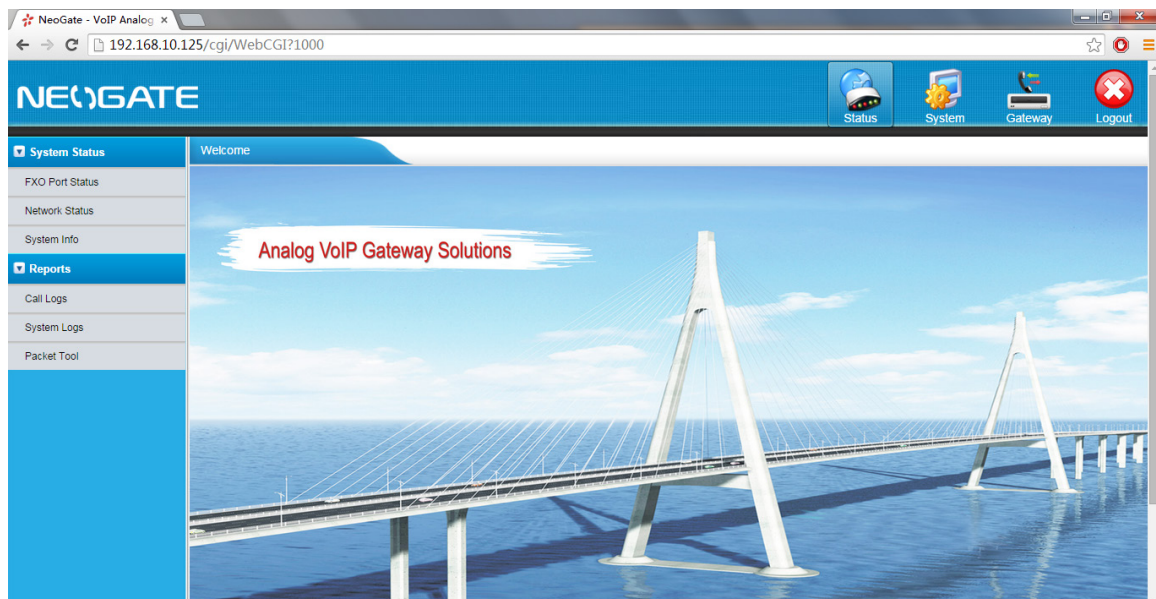 NeoGate - VoIP Analog
192.168.10.125/cgi/WebCGI?1000
NEOGATE
Status
System
Gateway
Logout
System Status
Welcome
FXO Port Status
Network Status
System Info
Reports
Call Logs
System Logs
Packet Tool
Analog VoIP Gateway Solutions